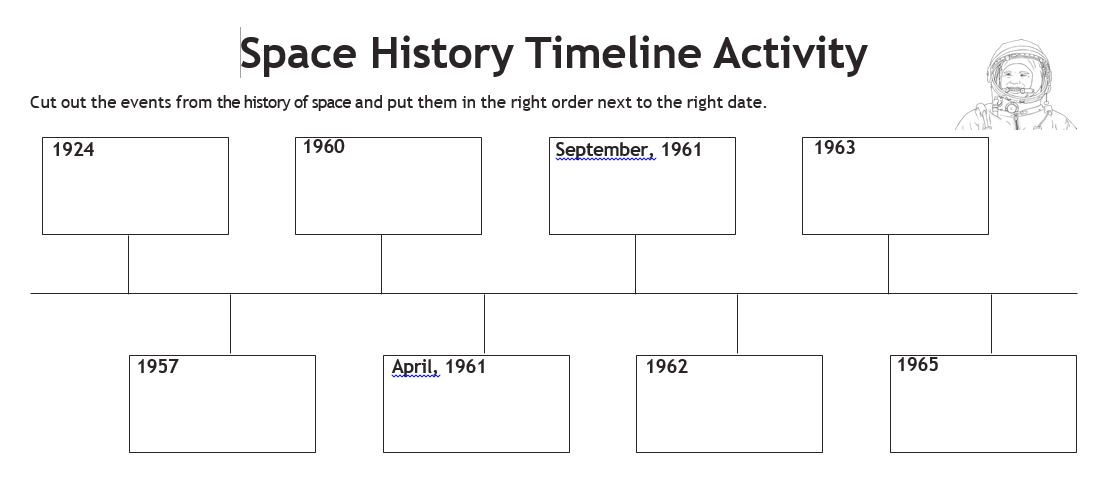 Space History Timeline Activity
Cut out the events from the history of space and put them in the right order next to the right date.
1924
1960
September, 1961
1963
1957
April, 1961
1962
1965